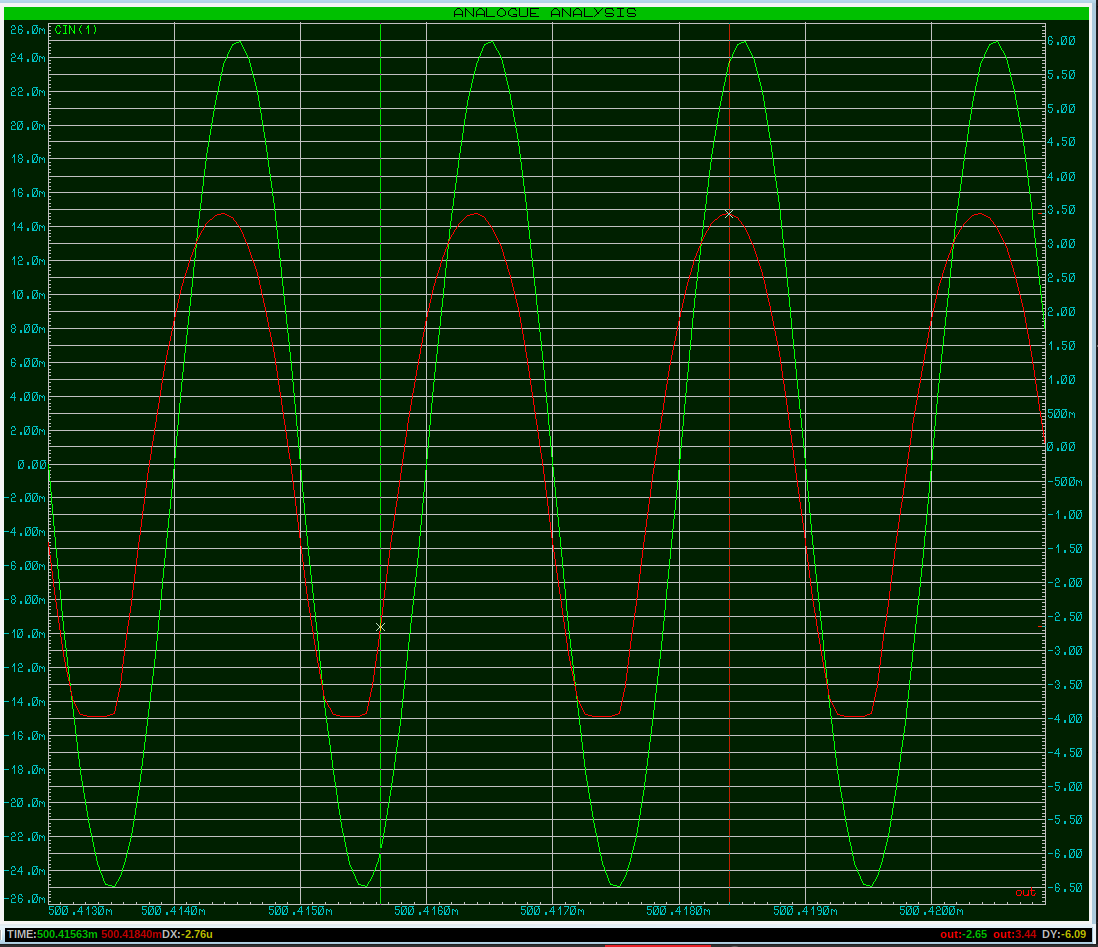 ANALOGUE ANALYSIS
CIN(1)
26.0m
24.0m
22.0m
20.0m
18.0m
16.0m
14.0m
12.0m
10.0m
8.00m
6.00m
4.00m
2.00m
0.00
-2.00m
-4.00m
-6.00m
-8.00m
-10.0m
-12.0m
-14.0m
-16.0m
-18.0m
-20.0m
-22.0m
-24.0m
-26.0m
6.00
5.50
5.00
4.50
4.00
3.50
3.00
2.50
2.00
1.50
1.00
500m
0.00
-500m
-1.00
-1.50
-2.00
-2.50
-3.00
-3.50
-4.00
-4.50
-5.00
-5.50
-6.00
-6.50
out
500.4130m 500.4140m 500.4150m 500.4160m 500.4170m 500.4180m 500.4190m 500.4200m
TIME:500.41563m 500.41840m DX:-2.76u out:-2.65 out:3.44 DY:-6.09